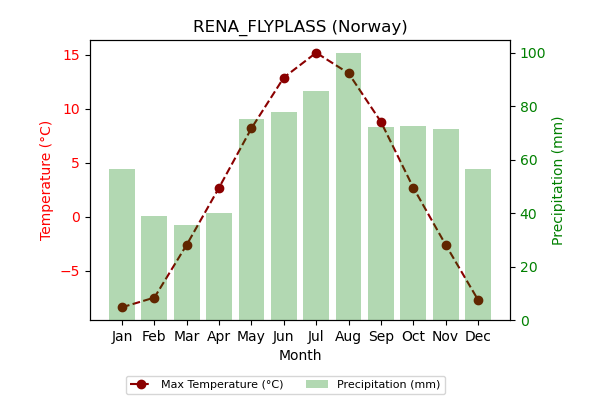 RENA_FLYPLASS (Norway)
15
10
5
0
−5
Temperature (°C)
100
80
60
40
20
0
Precipitation (mm)
Jan Feb Mar Apr May Jun Jul Aug Sep Oct Nov Dec
Month
Max Temperature (°C) Precipitation (mm)